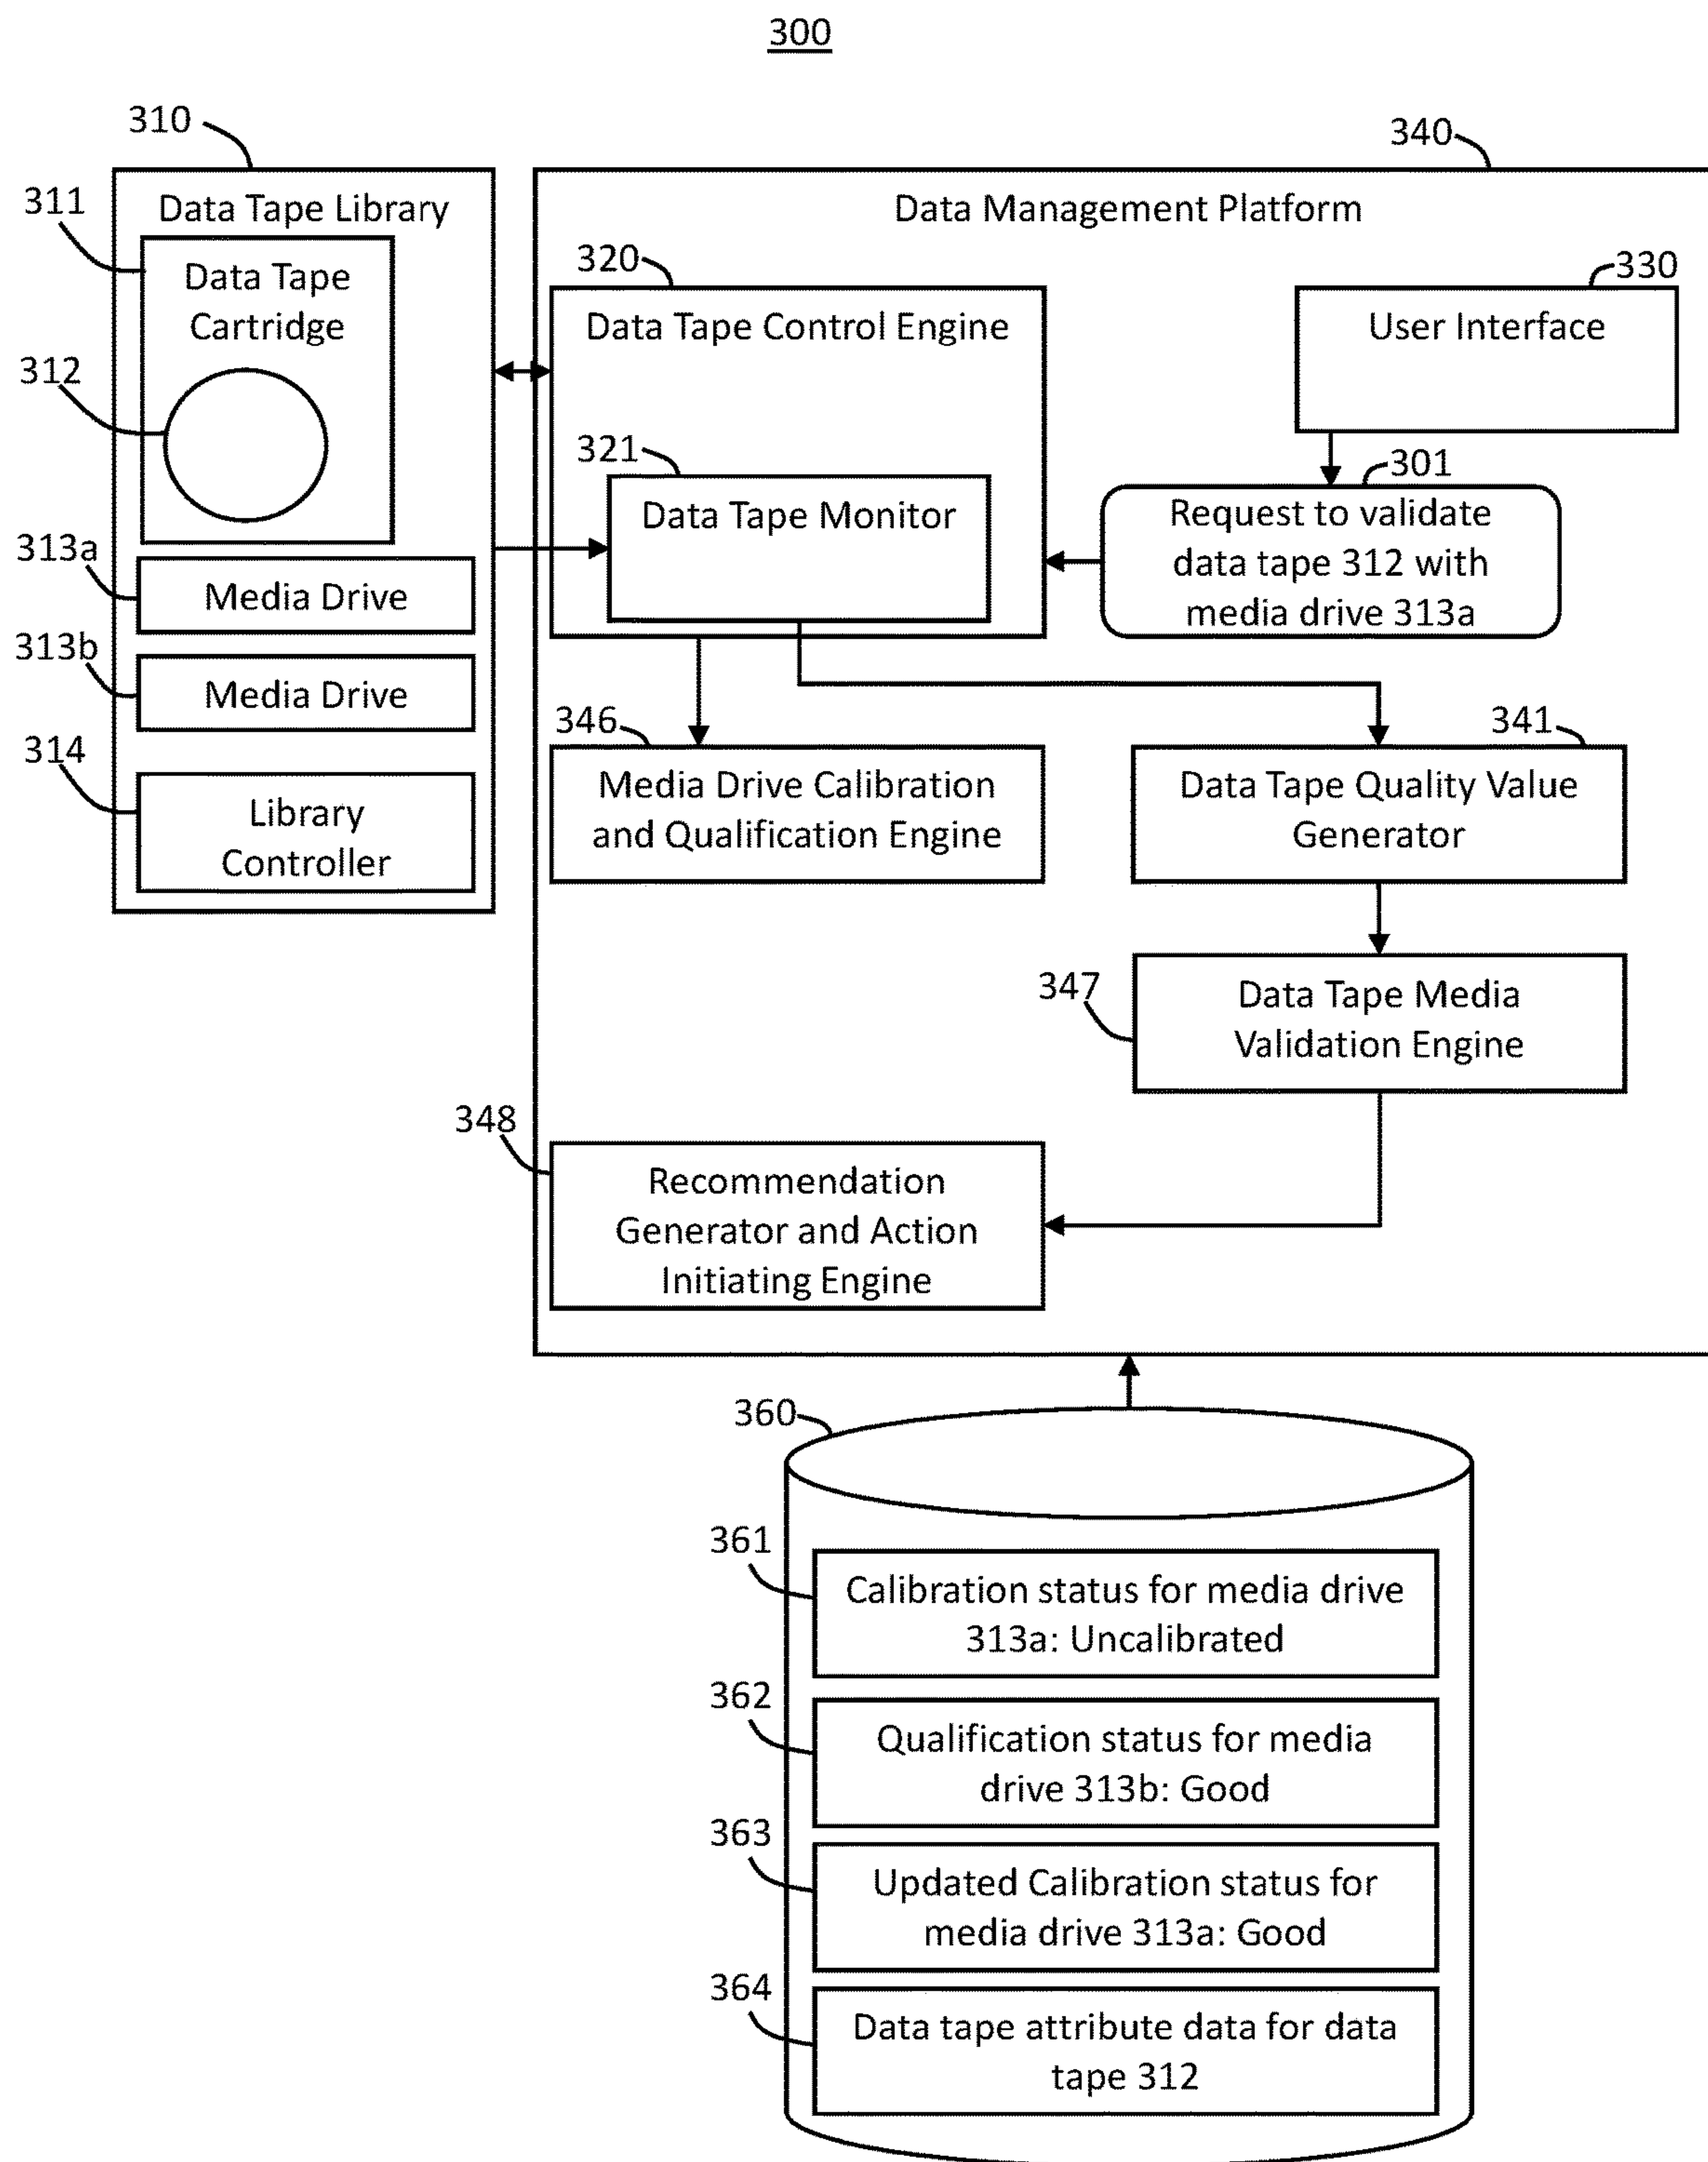 300
310
340
311
Data Tape Library
Data Management Platform
Data Tape
Cartridge
312
320
330
Data Tape Control Engine
User Interface
321
301
Data Tape Monitor
Request to validate
data tape 312 with
media drive 313a
313a
Media Drive
313b
Media Drive
314
Library
Controller
346
341
Media Drive Calibration
and Qualification Engine
Data Tape Quality Value
Generator
347
Data Tape Media
Validation Engine
348
Recommendation
Generator and Action
Initiating Engine
360
361
Calibration status for media drive
313a: Uncalibrated
362
Qualification status for media
drive 313b: Good
363
Updated Calibration status for
media drive 313a: Good
364
Data tape attribute data for data
tape 312